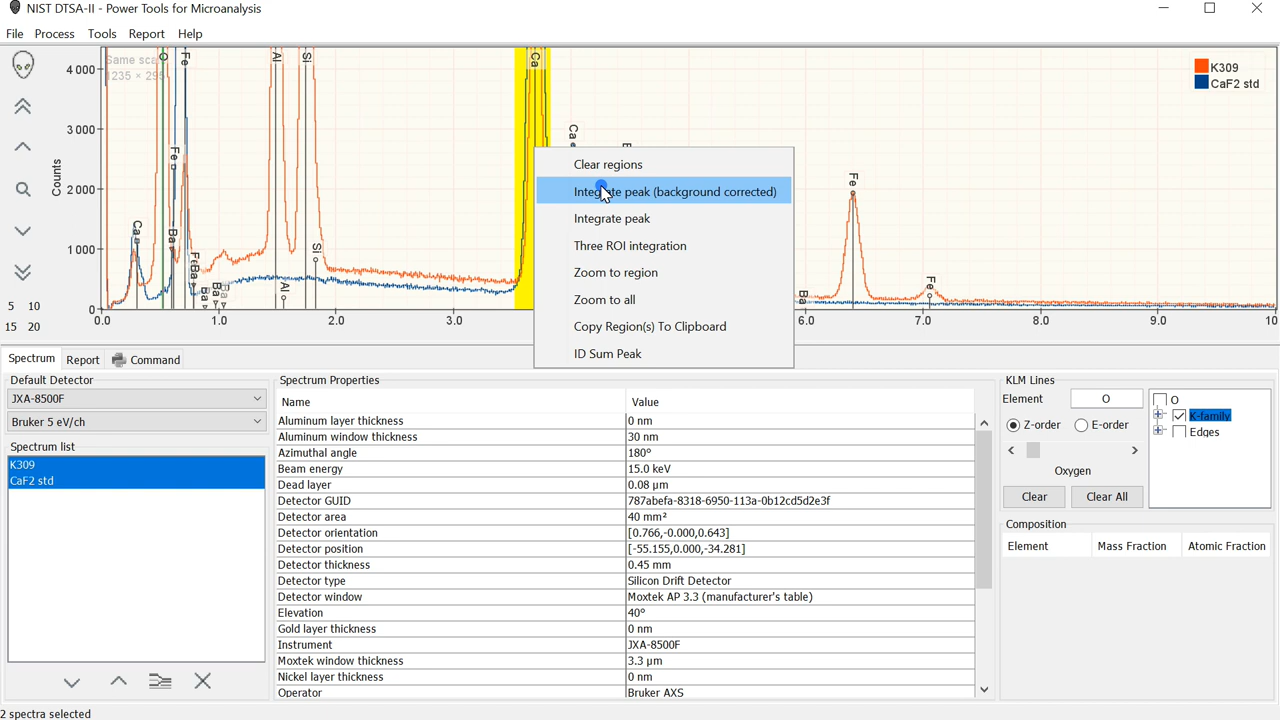 NIST DTSA-II - Power Tools for Microanalysis
File Process Tools Report Help
Same sca
1235 × 295
O
Fe
Al
Si
Ca
K309
CaF2 std
4000
3000
2000
1000
0
Counts
Ca
Fe
Ba
Fe
Ba
Ba
Ba
Ba
Al
Si
Ca
Ba
Fe
Fe
0.0 1.0 2.0 3.0 6.0 7.0 8.0 9.0 10
5 10
15 20
Clear regions
Integrate peak (background corrected)
Integrate peak
Three ROI integration
Zoom to region
Zoom to all
Copy Region(s) To Clipboard
ID Sum Peak
Spectrum Report Command
Default Detector
JXA-8500F
Bruker 5 eV/ch
Spectrum list
K309
CaF2 std
Spectrum Properties
Name Value
Aluminum layer thickness 0 nm
Aluminum window thickness 30 nm
Azimuthal angle 180°
Beam energy 15.0 keV
Dead layer 0.08 µm
Detector GUID 787abefa-8318-6950-113a-0b12cd5d2e3f
Detector area 40 mm²
Detector orientation [0.766,-0.000,0.643]
Detector position [-55.155,0.000,-34.281]
Detector thickness 0.45 mm
Detector type Silicon Drift Detector
Detector window Moxtek AP 3.3 (manufacturer's table)
Elevation 40°
Gold layer thickness 0 nm
Instrument JXA-8500F
Moxtek window thickness 3.3 µm
Nickel layer thickness 0 nm
Operator Bruker AXS
KLM Lines
Element O
Z-order E-order
Oxygen
Clear Clear All
O
K-family
Edges
Composition
Element Mass Fraction Atomic Fraction
2 spectra selected